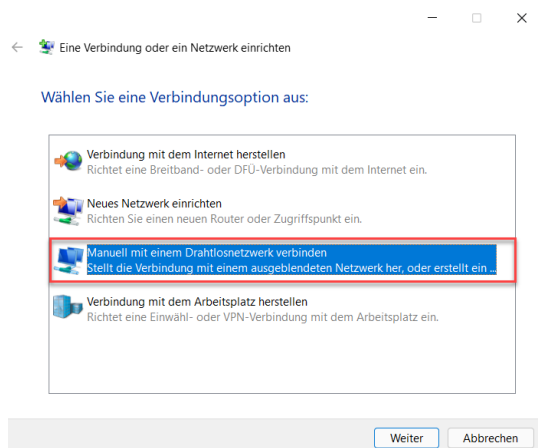 Eine Verbindung oder ein Netzwerk einrichten
Wählen Sie eine Verbindungsoption aus:
Verbindung mit dem Internet herstellen
Richtet eine Breitband- oder DFÜ-Verbindung mit dem Internet ein.
Neues Netzwerk einrichten
Richten Sie einen neuen Router oder Zugriffspunkt ein.
Manuell mit einem Drahtlosnetzwerk verbinden
Stellt die Verbindung mit einem ausgeblendeten Netzwerk her, oder erstellt ein ...
Verbindung mit dem Arbeitsplatz herstellen
Richtet eine Einwähl- oder VPN-Verbindung mit dem Arbeitsplatz ein.
Weiter Abbrechen